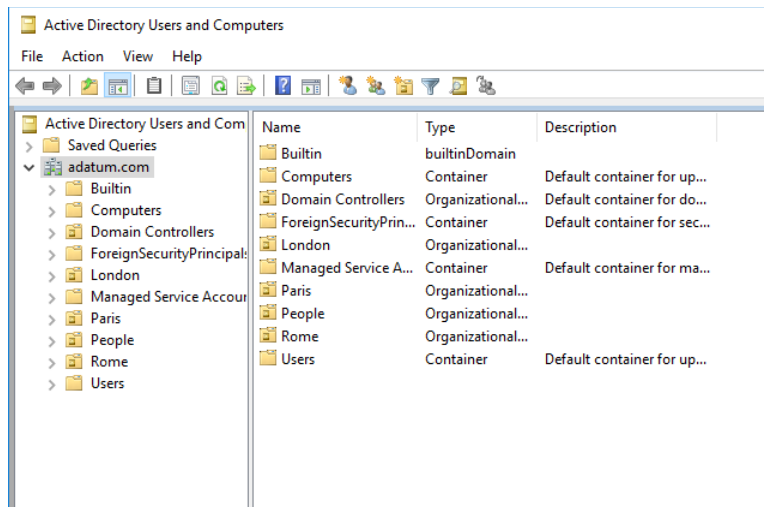 Active Directory Users and Computers
File Action View Help
Active Directory Users and Com
Saved Queries
adatum.com
Builtin
Computers
Domain Controllers
ForeignSecurityPrincipals
London
Managed Service Accour
Paris
People
Rome
Users
Name Type Description
Builtin builtinDomain
Computers Container Default container for up...
Domain Controllers Organizational... Default container for do...
ForeignSecurityPrin... Container Default container for sec...
London Organizational...
Managed Service A... Container Default container for ma...
Paris Organizational...
People Organizational...
Rome Organizational...
Users Container Default container for up...